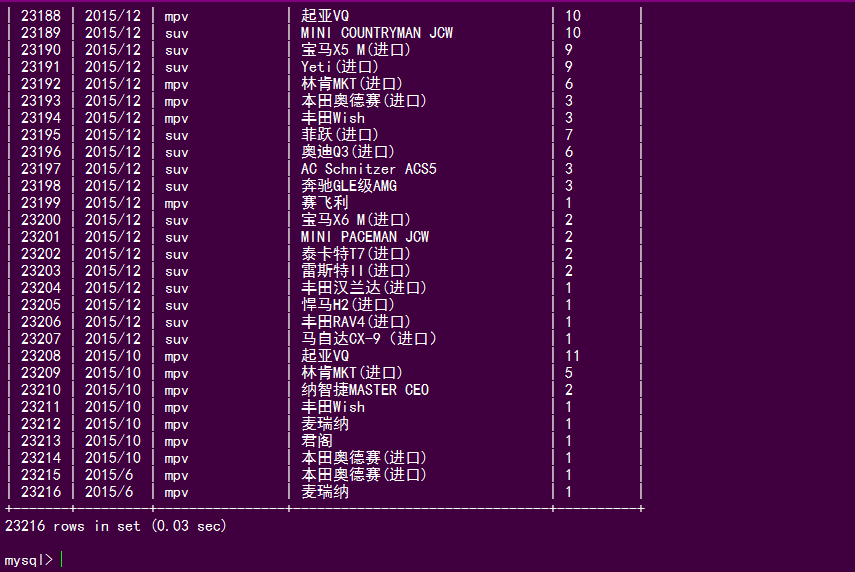 | 23188 | 2015/12 | mpv | 起亚VQ | 10 |
| 23189 | 2015/12 | suv | MINI COUNTRYMAN JCW | 10 |
| 23190 | 2015/12 | suv | 宝马X5 M(进口) | 9 |
| 23191 | 2015/12 | suv | Yeti(进口) | 9 |
| 23192 | 2015/12 | mpv | 林肯MKT(进口) | 6 |
| 23193 | 2015/12 | mpv | 本田奥德赛(进口) | 3 |
| 23194 | 2015/12 | mpv | 丰田Wish | 3 |
| 23195 | 2015/12 | suv | 菲跃(进口) | 7 |
| 23196 | 2015/12 | suv | 奥迪Q3(进口) | 6 |
| 23197 | 2015/12 | suv | AC Schnitzer ACS5 | 3 |
| 23198 | 2015/12 | suv | 奔驰GLE级AMG | 3 |
| 23199 | 2015/12 | mpv | 赛飞利 | 1 |
| 23200 | 2015/12 | suv | 宝马X6 M(进口) | 2 |
| 23201 | 2015/12 | suv | MINI PACEMAN JCW | 2 |
| 23202 | 2015/12 | suv | 泰卡特T7(进口) | 2 |
| 23203 | 2015/12 | suv | 雷斯特II(进口) | 2 |
| 23204 | 2015/12 | suv | 丰田汉兰达(进口) | 1 |
| 23205 | 2015/12 | suv | 悍马H2(进口) | 1 |
| 23206 | 2015/12 | suv | 丰田RAV4(进口) | 1 |
| 23207 | 2015/12 | suv | 马自达CX-9（进口） | 1 |
| 23208 | 2015/10 | mpv | 起亚VQ | 11 |
| 23209 | 2015/10 | mpv | 林肯MKT(进口) | 5 |
| 23210 | 2015/10 | mpv | 纳智捷MASTER CEO | 2 |
| 23211 | 2015/10 | mpv | 丰田Wish | 1 |
| 23212 | 2015/10 | mpv | 麦瑞纳 | 1 |
| 23213 | 2015/10 | mpv | 君阁 | 1 |
| 23214 | 2015/10 | mpv | 本田奥德赛(进口) | 1 |
| 23215 | 2015/6 | mpv | 本田奥德赛(进口) | 1 |
| 23216 | 2015/6 | mpv | 麦瑞纳 | 1 |
+-------+---------+----------------+--------------------------------+----------+
23216 rows in set (0.03 sec)
mysql>